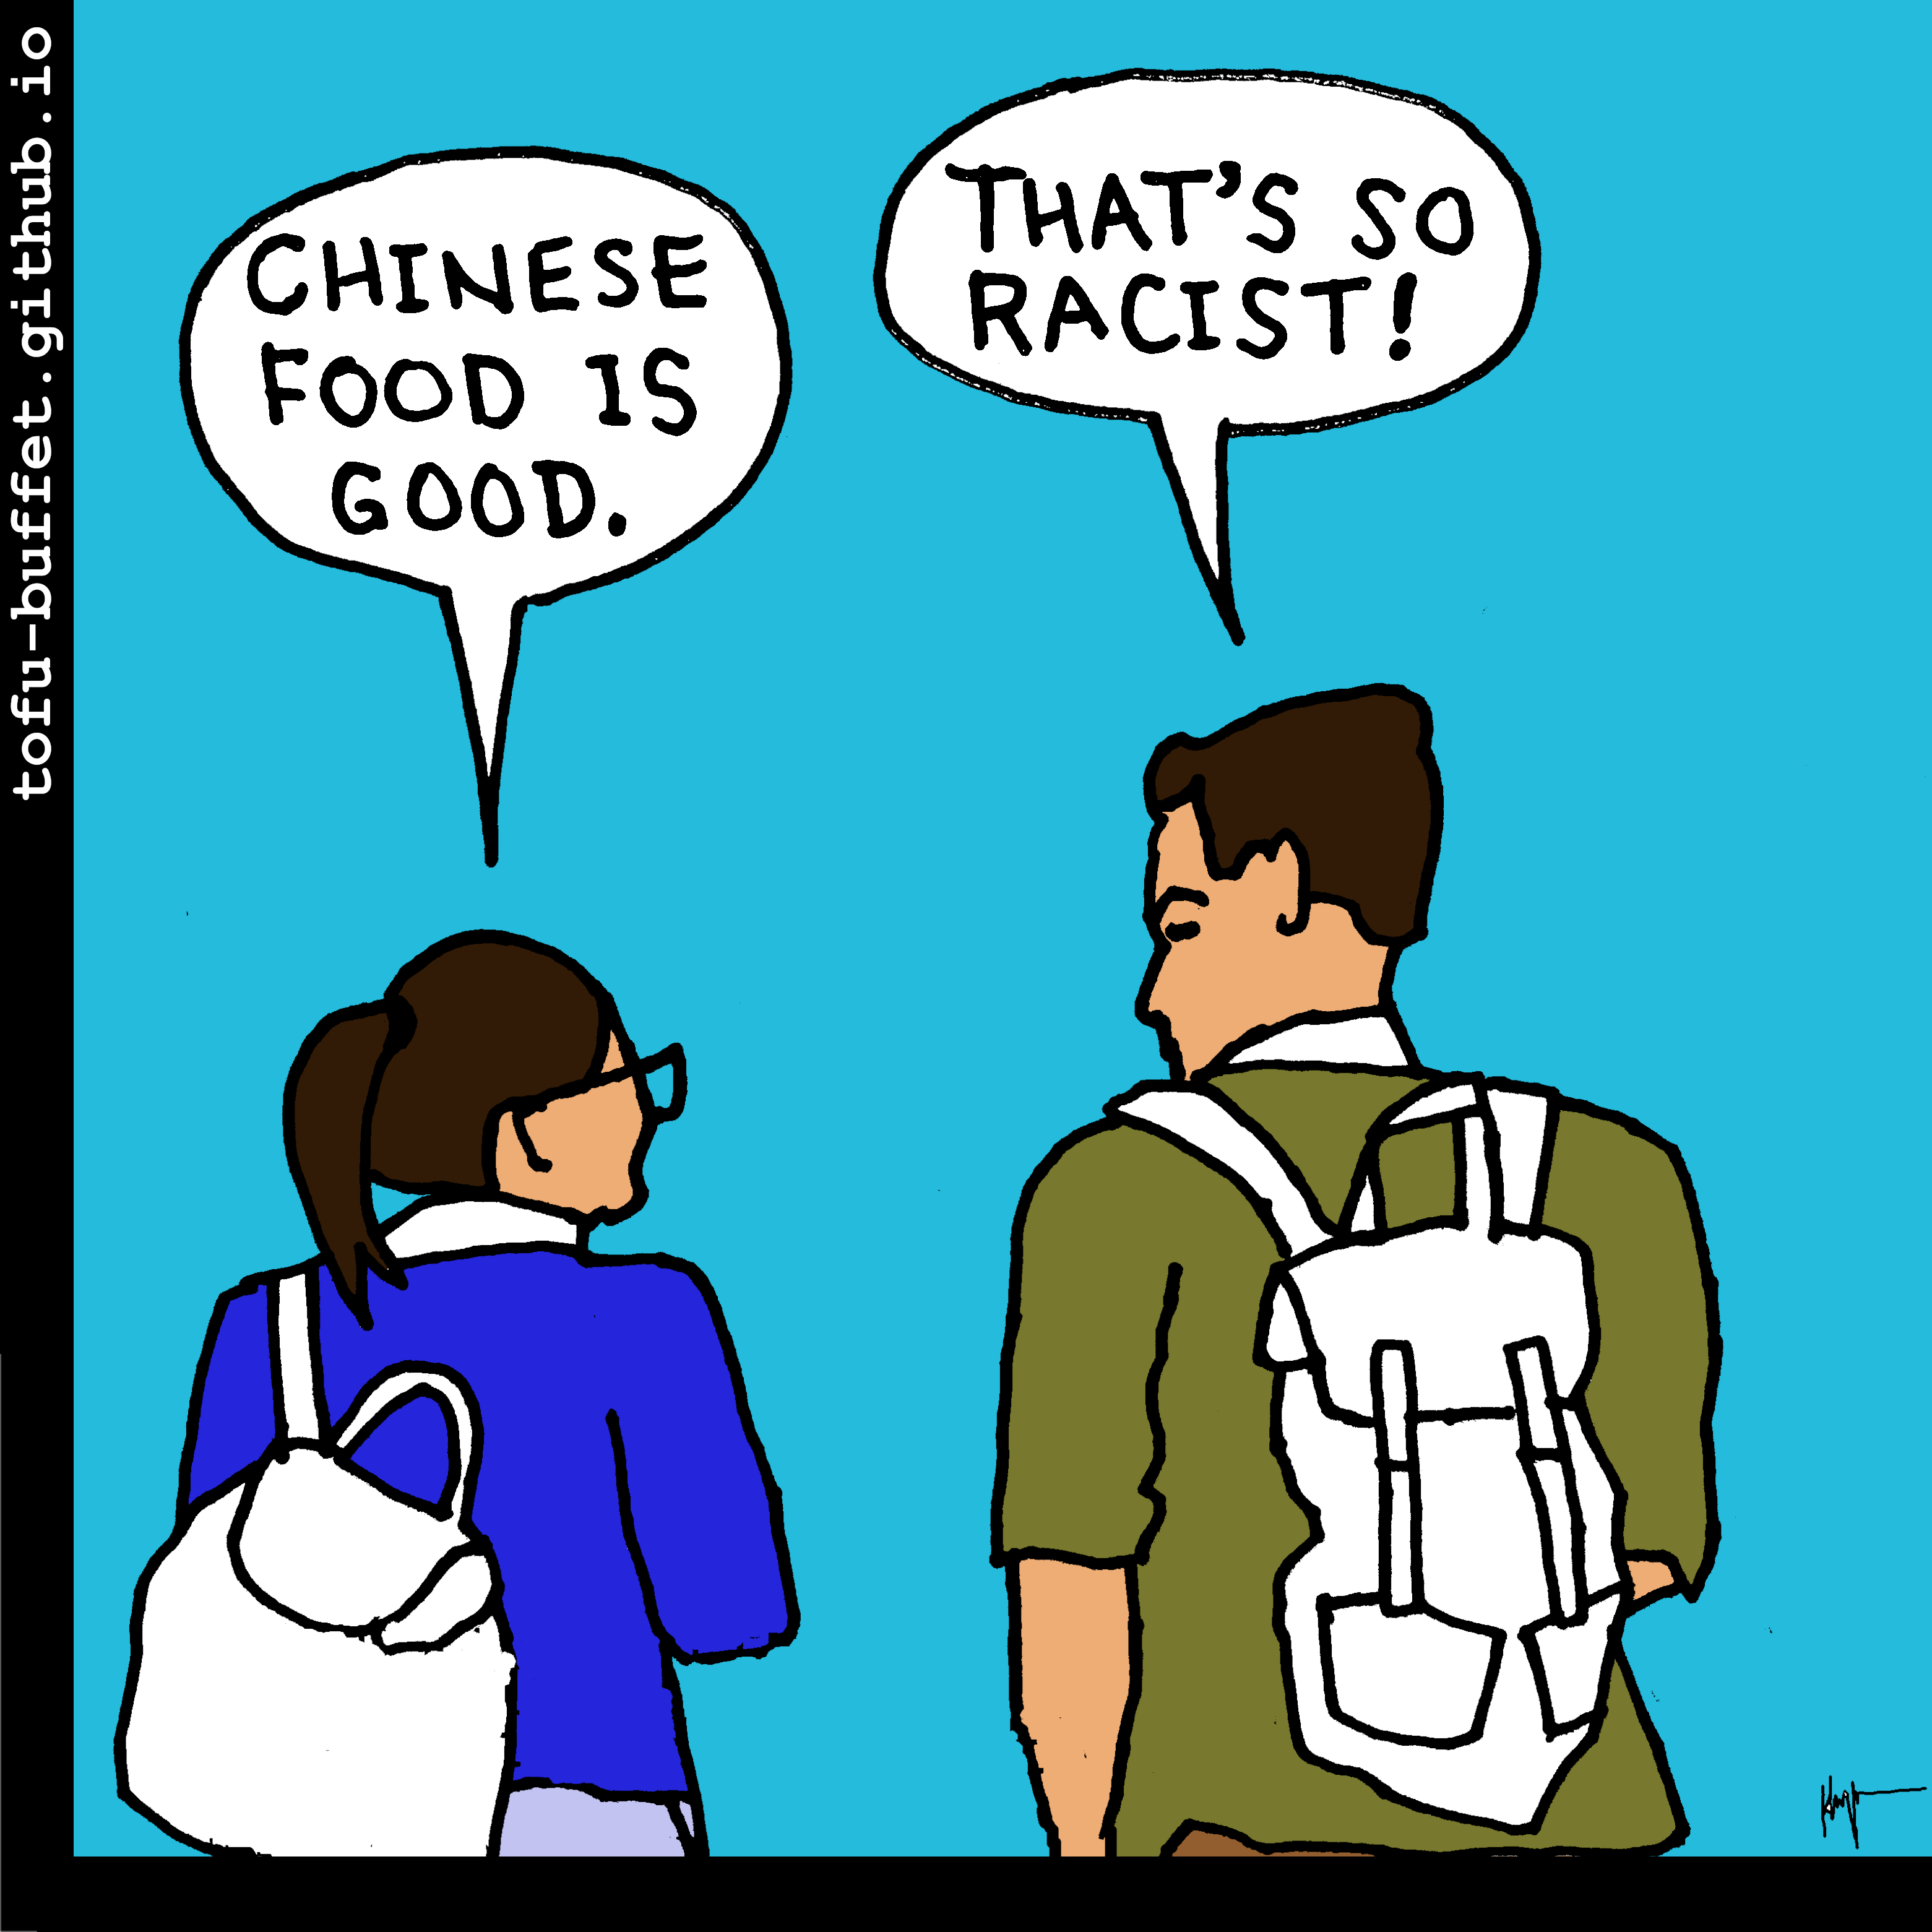 tofu-buffet.github.io
CHINESE
FOOD IS
GOOD.
THAT'S SO
RACIST!